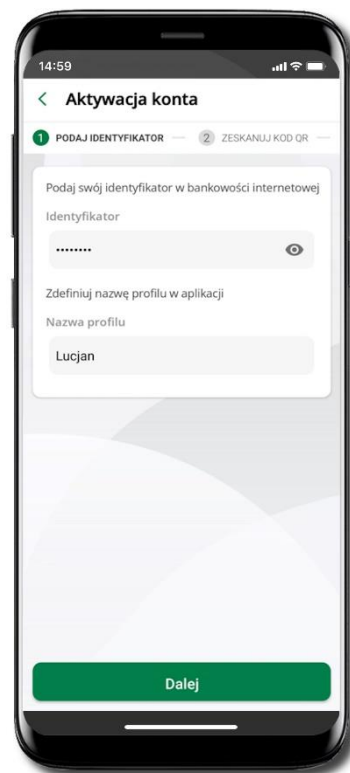 14:59
Aktywacja konta
1 PODAJ IDENTYFIKATOR 2 ZESKANUJ KOD QR
Podaj swój identyfikator w bankowości internetowej
Identyfikator
••••••••
Zdefiniuj nazwę profilu w aplikacji
Nazwa profilu
Lucjan
Dalej